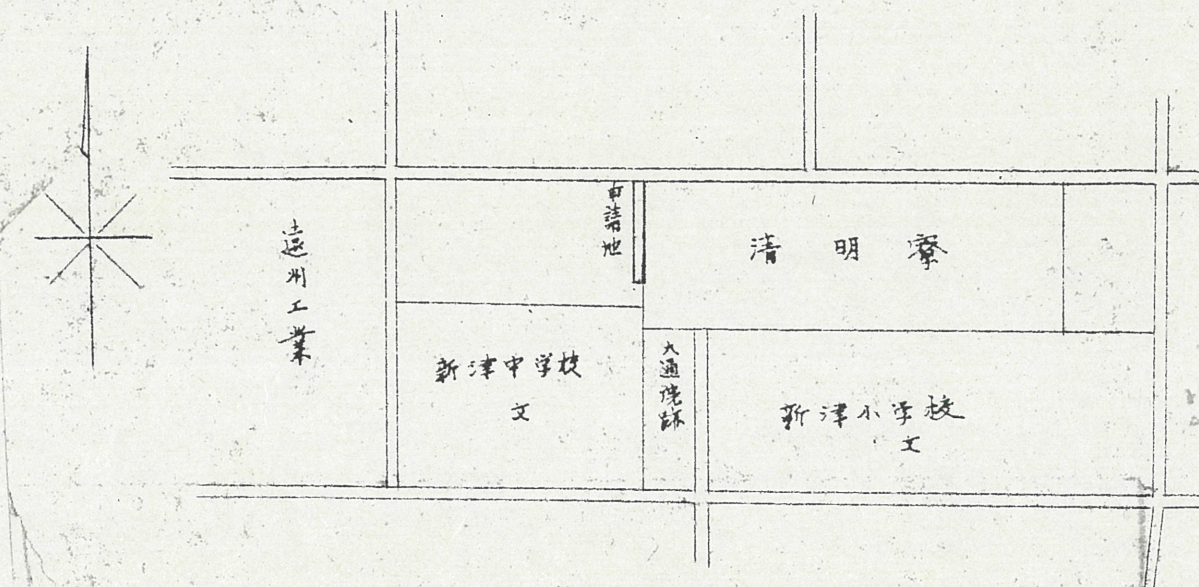 遠州工業
申請地
清明寮
新津中学校
文
大通院跡
新津小学校
文